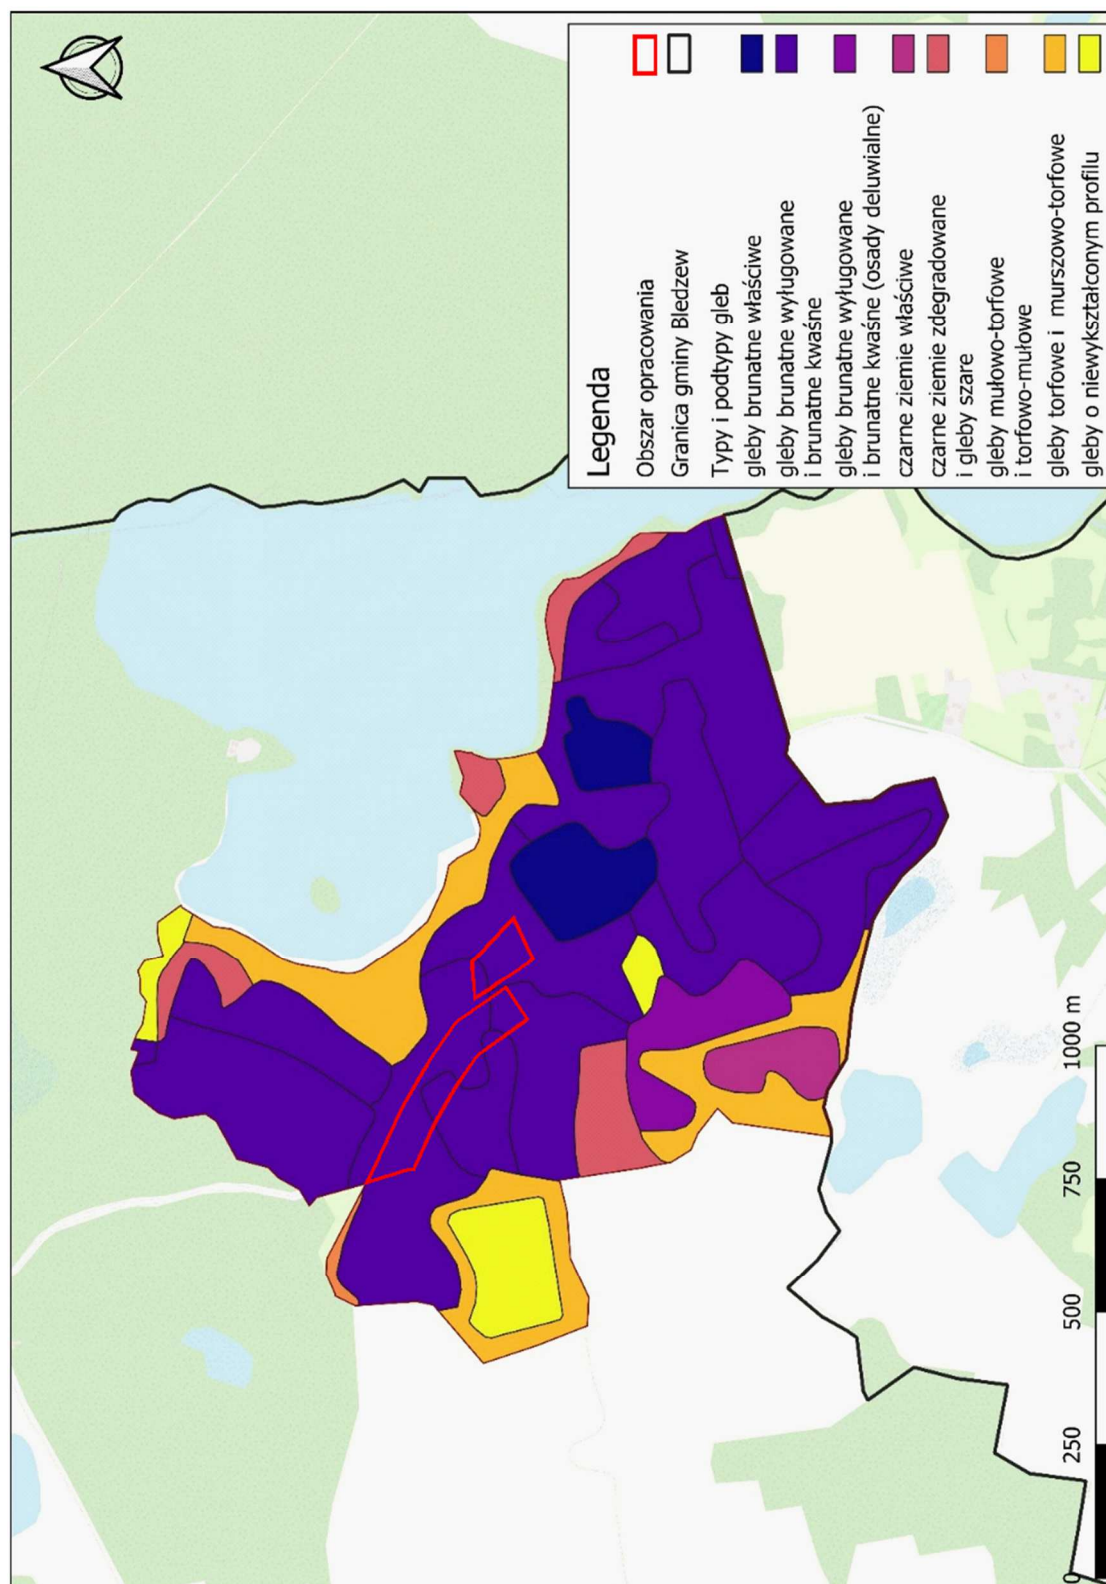 Legenda
Obszar opracowania
Granica gminy Bledzew
Typy i podtypy gleb
gleby brunatne właściwe
gleby brunatne wyługowane
i brunatne kwaśne
gleby brunatne wyługowane
i brunatne kwaśne (osady deluwialne)
czarne ziemie właściwe
czarne ziemie zdegradowane
i gleby szare
gleby mułowo-torfowe
i torfowo-mułowe
gleby torfowe i murszowo-torfowe
gleby o niewykształconym profilu
0 250 500 750 1000 m